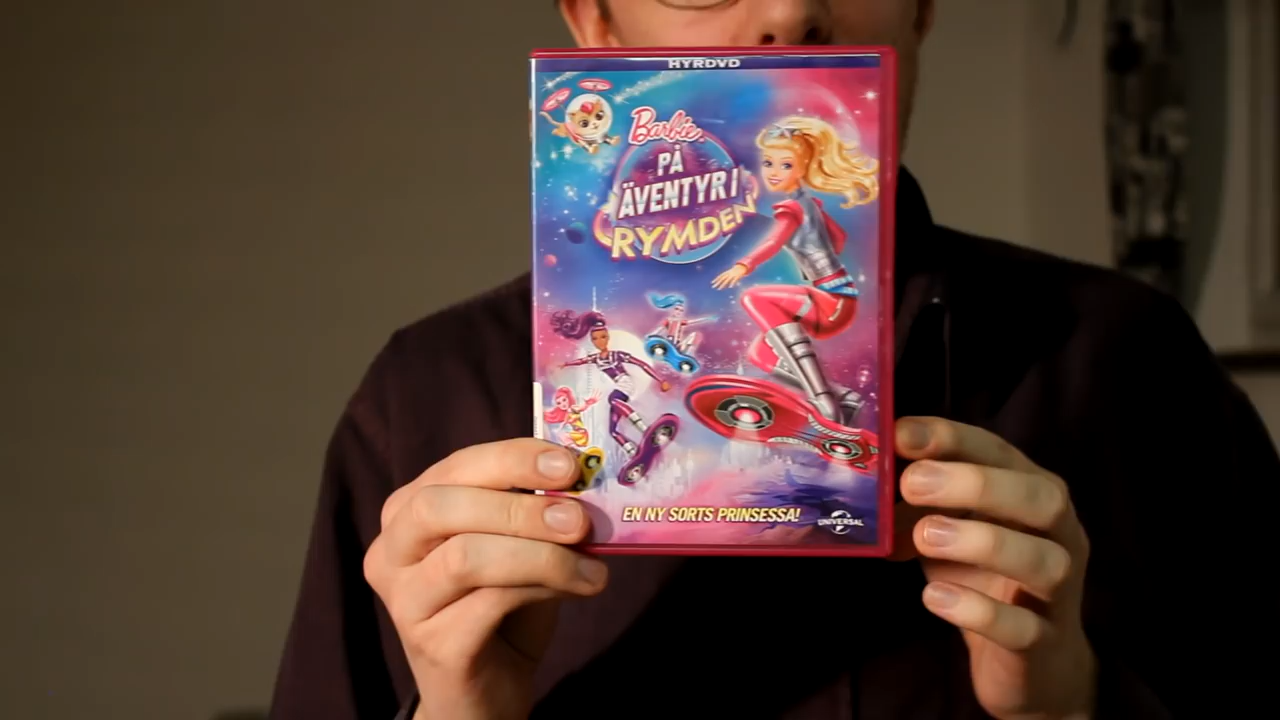 HYRDVD
Barbie
PÅ
ÄVENTYR I
RYMDEN
EN NY SORTS PRINSESSA!
UNIVERSAL